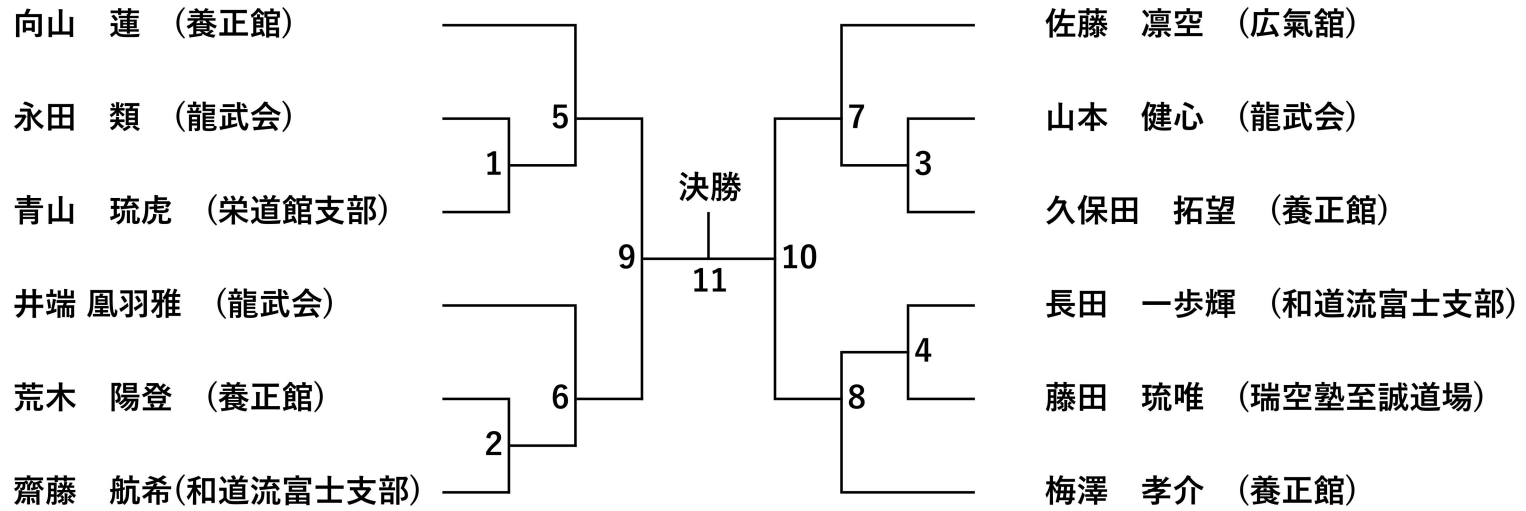 向山　蓮　(養正館)
永田　類　(龍武会)
青山　琉虎　(栄道館支部)
井端 凰羽雅　(龍武会)
荒木　陽登　(養正館)
齋藤　航希(和道流富士支部)
5
1
9
6
2
決勝
11
7
3
10
4
8
佐藤　凛空　(広氣舘)
山本　健心　(龍武会)
久保田　拓望　(養正館)
長田　一歩輝　(和道流富士支部)
藤田　琉唯　(瑞空塾至誠道場)
梅澤　孝介　(養正館)